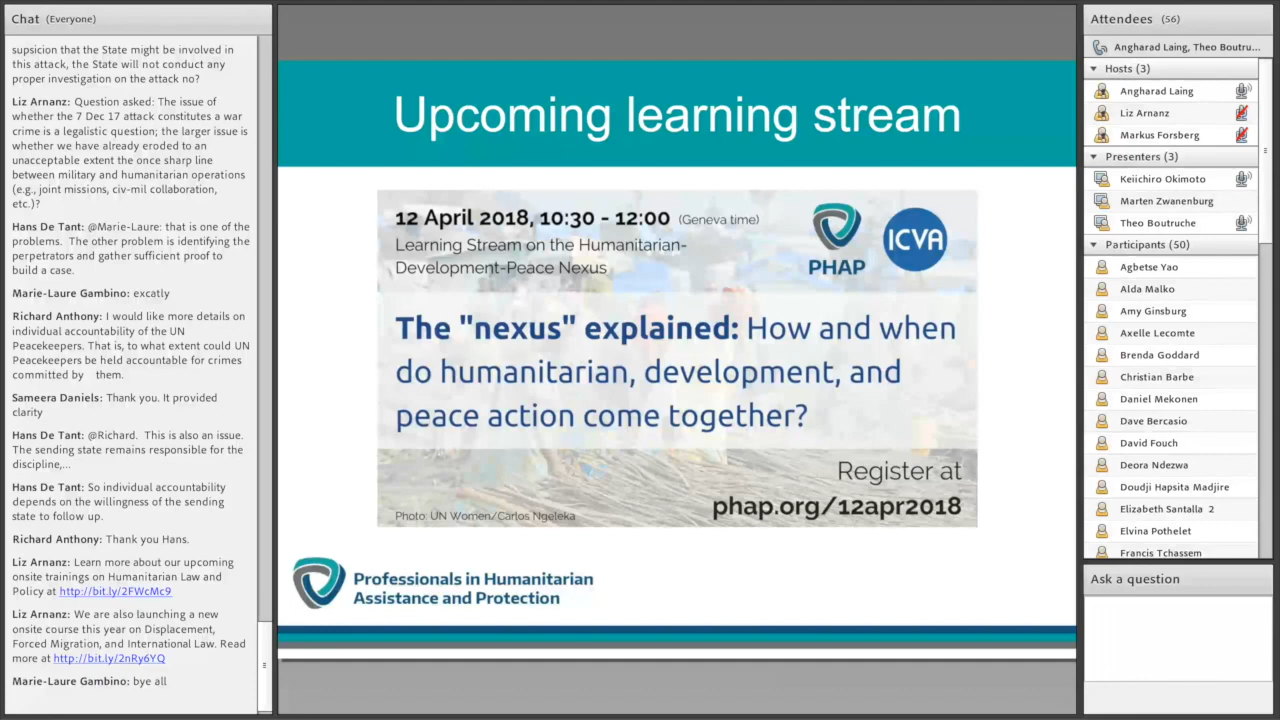 Chat (Everyone)
supsicion that the State might be involved in
this attack, the State will not conduct any
proper investigation on the attack no?
Liz Arnanz: Question asked: The issue of
whether the 7 Dec 17 attack constitutes a war
crime is a legalistic question; the larger issue is
whether we have already eroded to an
unacceptable extent the once sharp line
between military and humanitarian operations
(e.g., joint missions, civ-mil collaboration,
etc.)?
Hans De Tant: @Marie-Laure: that is one of the
problems. The other problem is identifying the
perpetrators and gather sufficient proof to
build a case.
Marie-Laure Gambino: excatly
Richard Anthony: I would like more details on
individual accountability of the UN
Peacekeepers. That is, to what extent could UN
Peacekeepers be held accountable for crimes
committed by them.
Sameera Daniels: Thank you. It provided
clarity
Hans De Tant: @Richard. This is also an issue.
The sending state remains responsible for the
discipline,...
Hans De Tant: So individual accountability
depends on the willingness of the sending
state to follow up.
Richard Anthony: Thank you Hans.
Liz Arnanz: Learn more about our upcoming
onsite trainings on Humanitarian Law and
Policy at http://bit.ly/2FWcMc9
Liz Arnanz: We are also launching a new
onsite course this year on Displacement,
Forced Migration, and International Law. Read
more at http://bit.ly/2nRy6YQ
Marie-Laure Gambino: bye all
Upcoming learning stream
12 April 2018, 10:30 - 12:00 (Geneva time)
Learning Stream on the Humanitarian-
Development-Peace Nexus
PHAP
ICVA
The "nexus" explained: How and when
do humanitarian, development, and
peace action come together?
Register at
phap.org/12apr2018
Photo: UN Women/Carlos Ngeleka
Professionals in Humanitarian
Assistance and Protection
Attendees (56)
Angharad Laing, Theo Boutru...
Hosts (3)
Angharad Laing
Liz Arnanz
Markus Forsberg
Presenters (3)
Keiichiro Okimoto
Marten Zwanenburg
Theo Boutruche
Participants (50)
Agbetse Yao
Alda Malko
Amy Ginsburg
Axelle Lecomte
Brenda Goddard
Christian Barbe
Daniel Mekonen
Dave Bercasio
David Fouch
Deora Ndezwa
Doudji Hapsita Madjire
Elizabeth Santalla 2
Elvina Pothelet
Francis Tchassem
Ask a question